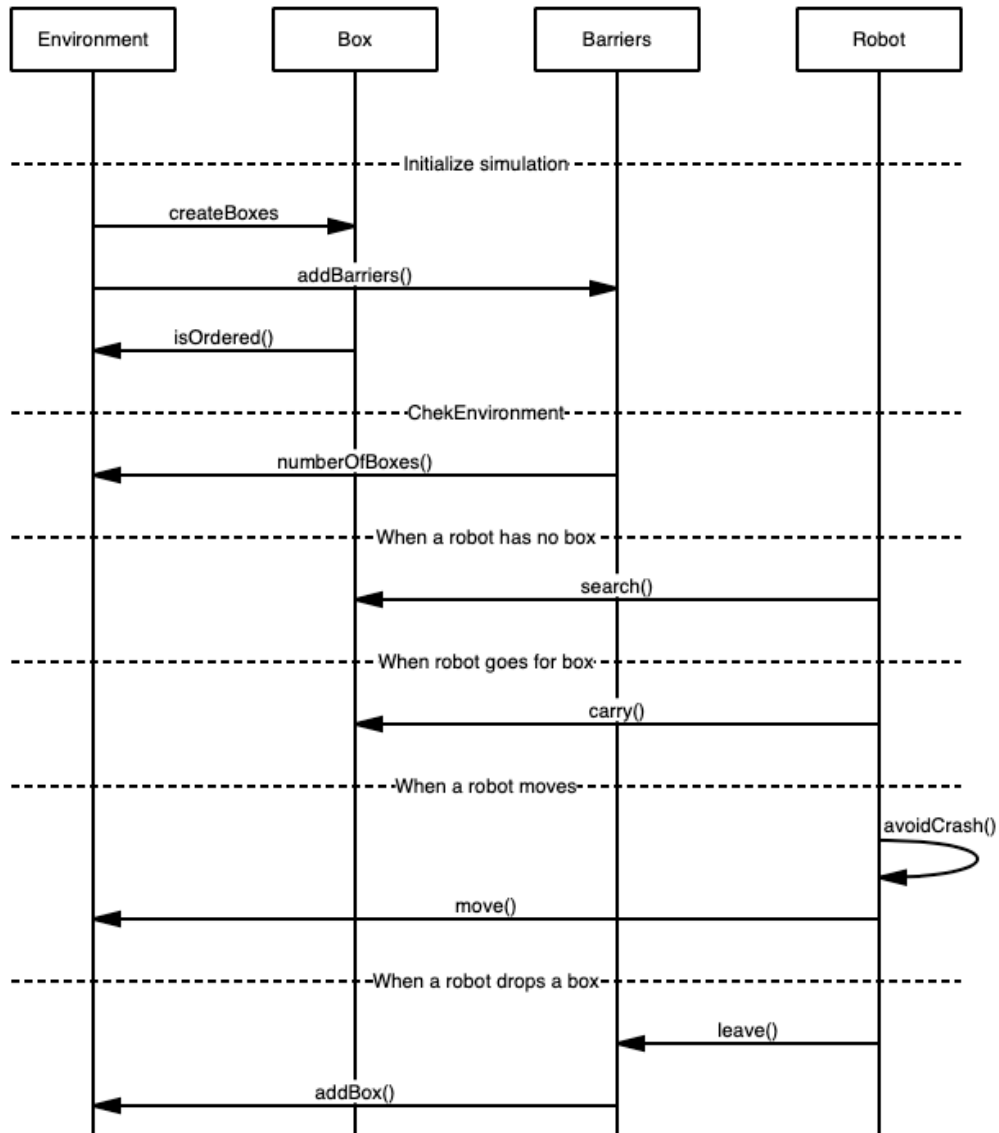 Environment
Box
Barriers
Robot
Initialize simulation
createBoxes
addBarriers()
isOrdered()
ChekEnvironment
numberOfBoxes()
When a robot has no box
search()
When robot goes for box
carry()
When a robot moves
avoidCrash()
move()
When a robot drops a box
leave()
addBox()